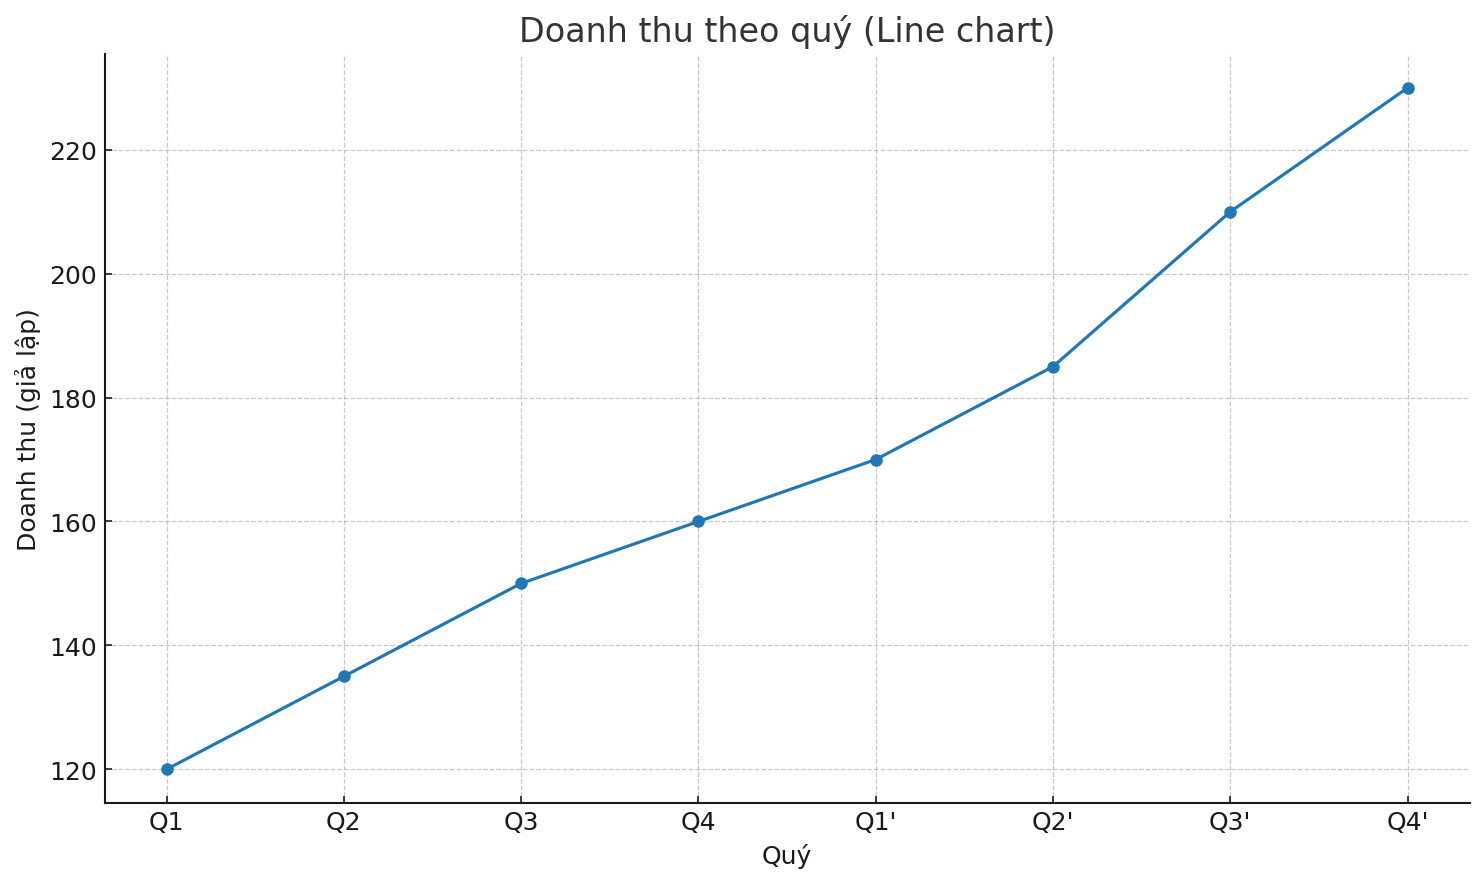 Doanh thu theo quý (Line chart)
Doanh thu (giả lập)
220
200
180
160
140
120
Q1 Q2 Q3 Q4 Q1' Q2' Q3' Q4'
Quý